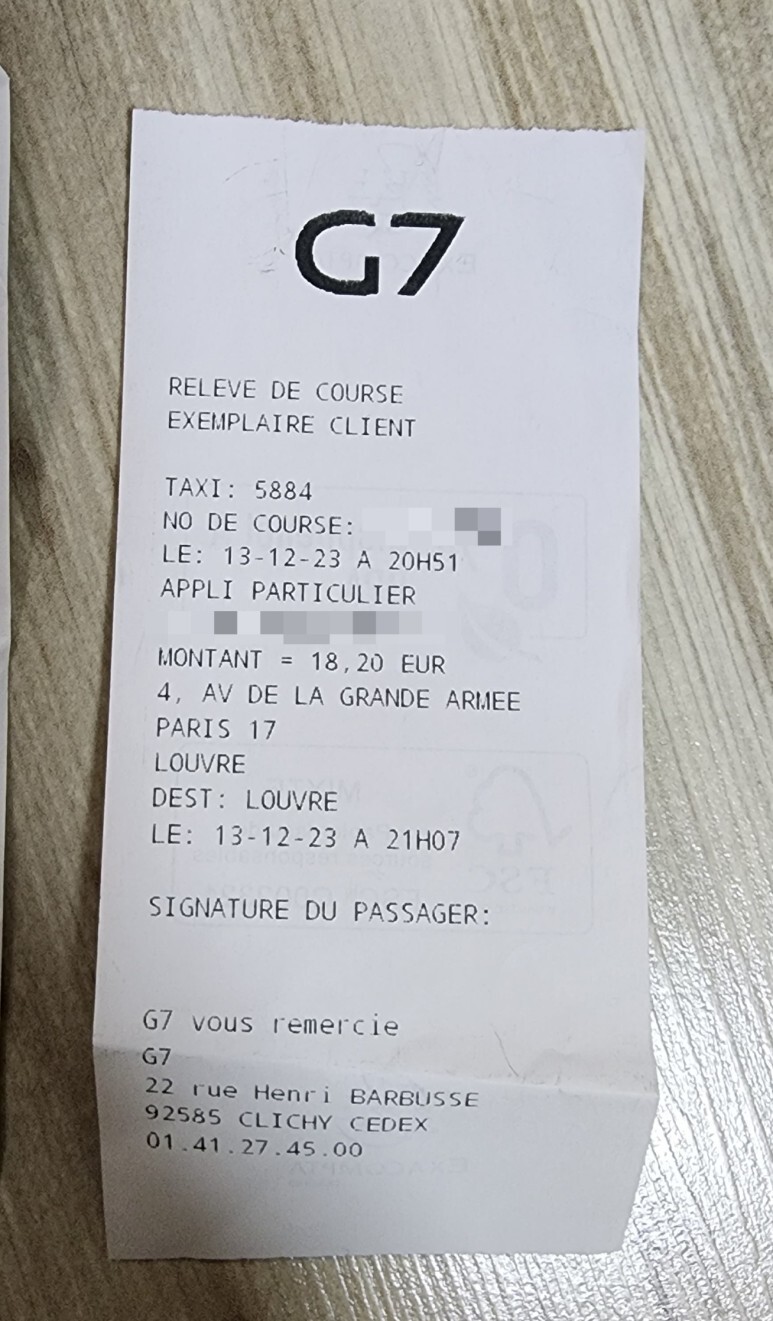 G7
RELEVE DE COURSE
EXEMPLAIRE CLIENT
TAXI: 5884
NO DE COURSE:
LE: 13-12-23 A 20H51
APPLI PARTICULIER
MONTANT = 18,20 EUR
4, AV DE LA GRANDE ARMEE
PARIS 17
LOUVRE
DEST: LOUVRE
LE: 13-12-23 A 21H07
SIGNATURE DU PASSAGER:
G7 vous remercie
G7
22 rue Henri BARBUSSE
92585 CLICHY CEDEX
01.41.27.45.00